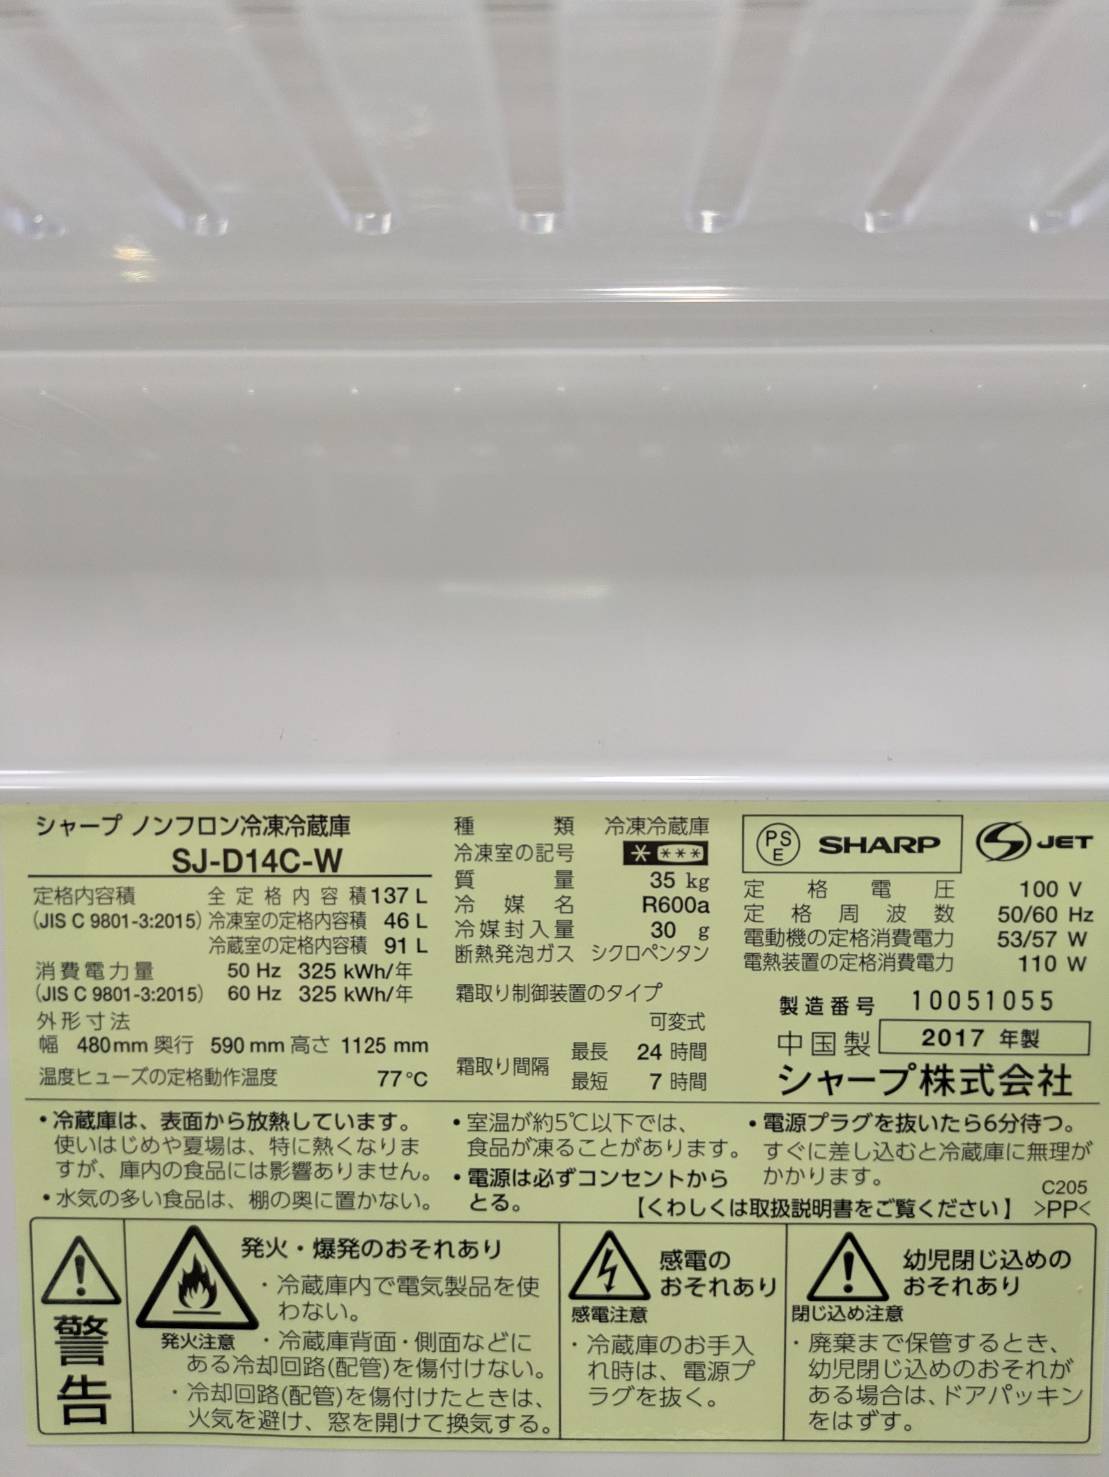 シャープ ノンフロン冷凍冷蔵庫
SJ-D14C-W
定格内容積 全定格内容積 137 L
(JIS C 9801-3:2015) 冷凍室の定格内容積 46 L
冷蔵室の定格内容積 91 L
消費電力量 50 Hz 325 kWh/年
(JIS C 9801-3:2015) 60 Hz 325 kWh/年
外形寸法
幅 480mm 奥行 590mm 高さ 1125 mm
温度ヒューズの定格動作温度 77℃
種類 冷凍冷蔵庫
冷凍室の記号 * ***
質量 35 kg
冷媒名 R600a
冷媒封入量 30 g
断熱発泡ガス シクロペンタン
霜取り制御装置のタイプ
可変式
霜取り間隔 最長 24 時間
最短 7 時間
PSE SHARP S JET
定格電圧 100 V
定格周波数 50/60 Hz
電動機の定格消費電力 53/57 W
電熱装置の定格消費電力 110 W
製造番号 10051055
中国製 2017 年製
シャープ株式会社
・冷蔵庫は、表面から放熱しています。
使いはじめや夏場は、特に熱くなりま
すが、庫内の食品には影響ありません。
・水気の多い食品は、棚の奥に置かない。
・室温が約5℃以下では、
食品が凍ることがあります。
・電源は必ずコンセントから
とる。
・電源プラグを抜いたら6分待つ。
すぐに差し込むと冷蔵庫に無理が
かかります。
C205
【くわしくは取扱説明書をご覧ください】 >PP<
警告
発火注意
発火・爆発のおそれあり
・冷蔵庫内で電気製品を使
わない。
・冷蔵庫背面・側面などに
ある冷却回路(配管)を傷付けない。
・冷却回路(配管)を傷付けたときは、
火気を避け、窓を開けて換気する。
感電の
おそれあり
感電注意
・冷蔵庫のお手入
れ時は、電源プ
ラグを抜く。
幼児閉じ込めの
おそれあり
閉じ込め注意
・廃棄まで保管するとき、
幼児閉じ込めのおそれが
ある場合は、ドアパッキン
をはずす。